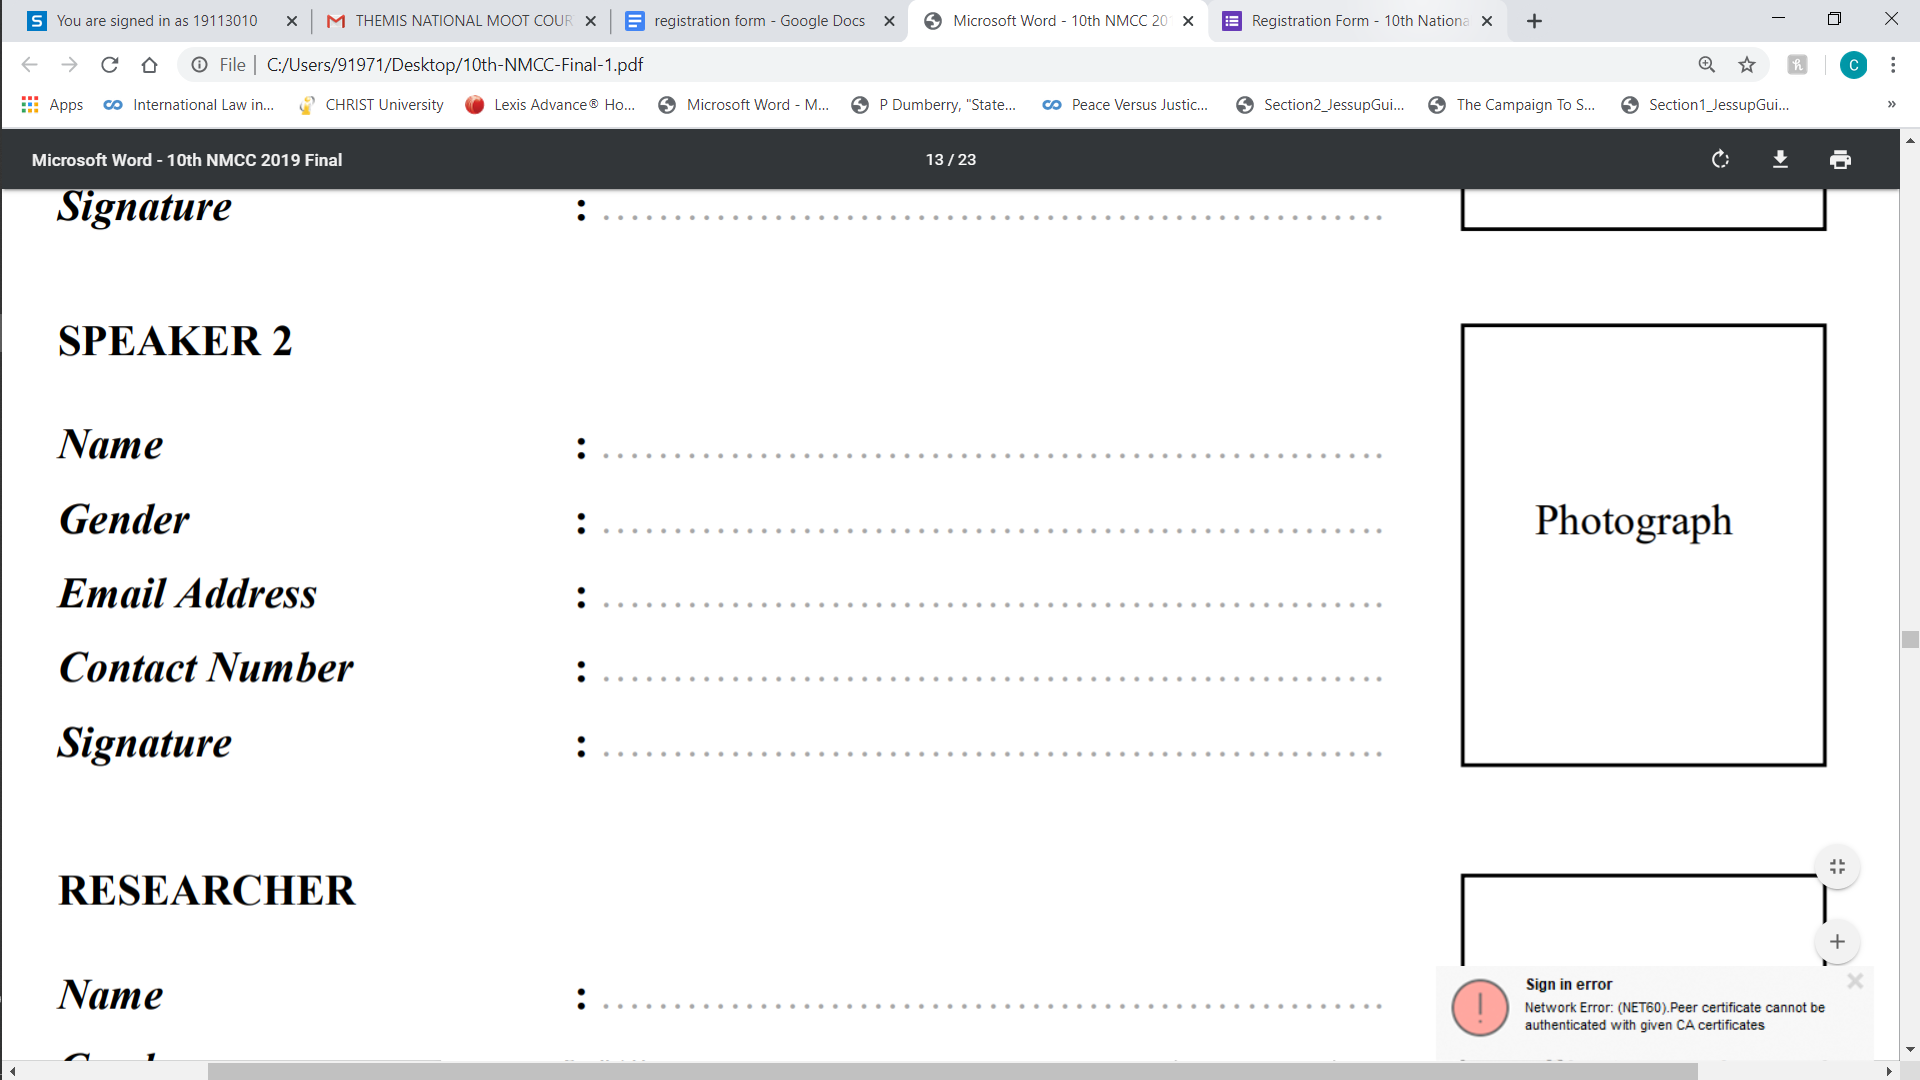 You are signed in as 19113010
THEMIS NATIONAL MOOT COUR
registration form - Google Docs
Microsoft Word - 10th NMCC 20
Registration Form - 10th Nationa
File
C:/Users/91971/Desktop/10th-NMCC-Final-1.pdf
C
Apps
International Law in...
CHRIST University
Lexis Advance® Ho...
Microsoft Word - M...
P Dumberry, "State...
Peace Versus Justic...
Section2_JessupGui...
The Campaign To S...
Section1_JessupGui...
»
Microsoft Word - 10th NMCC 2019 Final
13 / 23
Signature : ........................................................
SPEAKER 2
Name : ........................................................
Gender : ........................................................
Email Address : ........................................................
Contact Number : ........................................................
Signature : ........................................................
Photograph
RESEARCHER
Name : ........................................................
Sign in error
Network Error: (NET60).Peer certificate cannot be
authenticated with given CA certificates